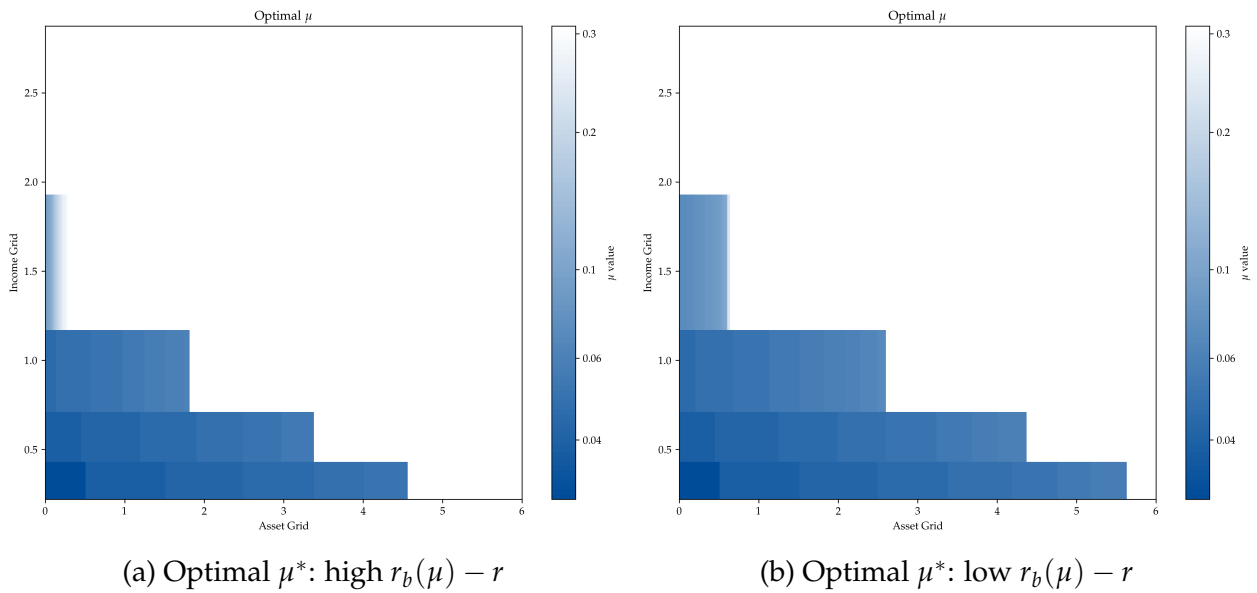 Optimal μ
Income Grid
2.5
2.0
1.5
1.0
0.5
0 1 2 3 4 5 6
Asset Grid
0.3
0.2
0.1
0.06
0.04
μ value
(a) Optimal μ*: high r_b(μ) − r
Optimal μ
Income Grid
2.5
2.0
1.5
1.0
0.5
0 1 2 3 4 5 6
Asset Grid
0.3
0.2
0.1
0.06
0.04
μ value
(b) Optimal μ*: low r_b(μ) − r